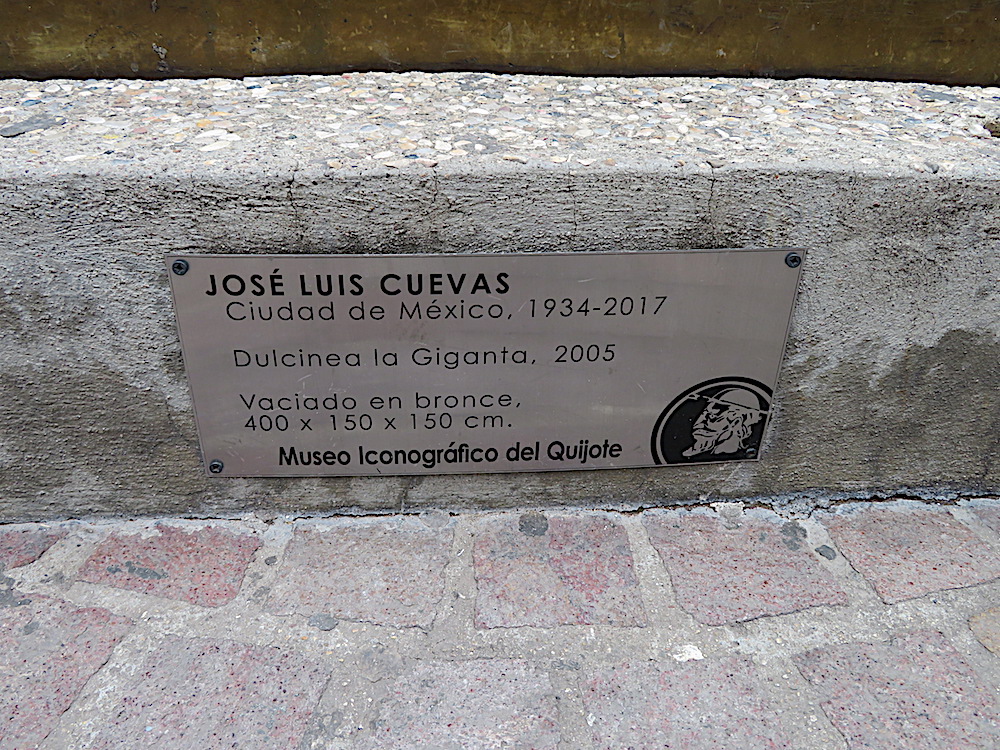 JOSÉ LUIS CUEVAS
Ciudad de México, 1934-2017
Dulcinea la Giganta, 2005
Vaciado en bronce,
400 x 150 x 150 cm.
Museo Iconográfico del Quijote